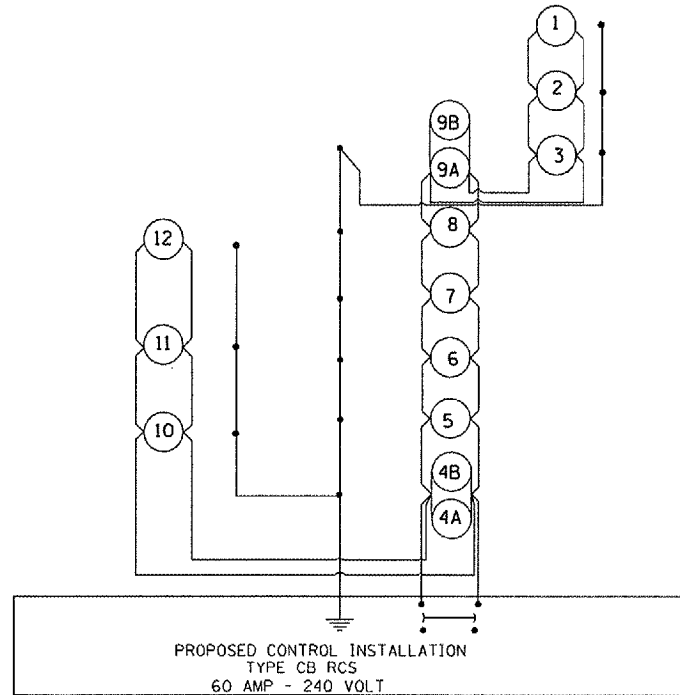 1
2
9B
3
9A
8
12
7
11
6
5
10
4B
4A
PROPOSED CONTROL INSTALLATION
TYPE CB RCS
60 AMP - 240 VOLT